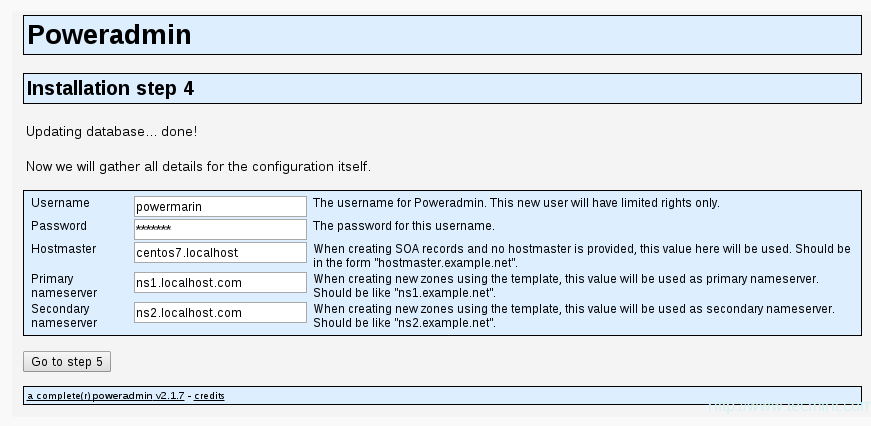 Poweradmin
Installation step 4
Updating database... done!
Now we will gather all details for the configuration itself.
Username powermarin The username for Poweradmin. This new user will have limited rights only.
Password ******* The password for this username.
Hostmaster centos7.localhost When creating SOA records and no hostmaster is provided, this value here will be used. Should be
in the form "hostmaster.example.net".
Primary ns1.localhost.com When creating new zones using the template, this value will be used as primary nameserver.
nameserver Should be like "ns1.example.net".
Secondary ns2.localhost.com When creating new zones using the template, this value will be used as secondary nameserver.
nameserver Should be like "ns2.example.net".
Go to step 5
a complete(r) poweradmin v2.1.7 - credits
http://www.tecmint.com